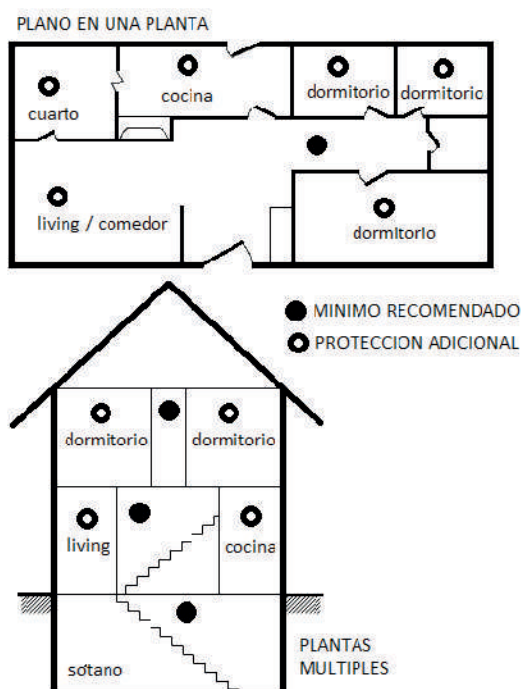 PLANO EN UNA PLANTA
cuarto
cocina
dormitorio
dormitorio
living / comedor
dormitorio
MINIMO RECOMENDADO
PROTECCION ADICIONAL
dormitorio
dormitorio
living
cocina
sotano
PLANTAS
MULTIPLES